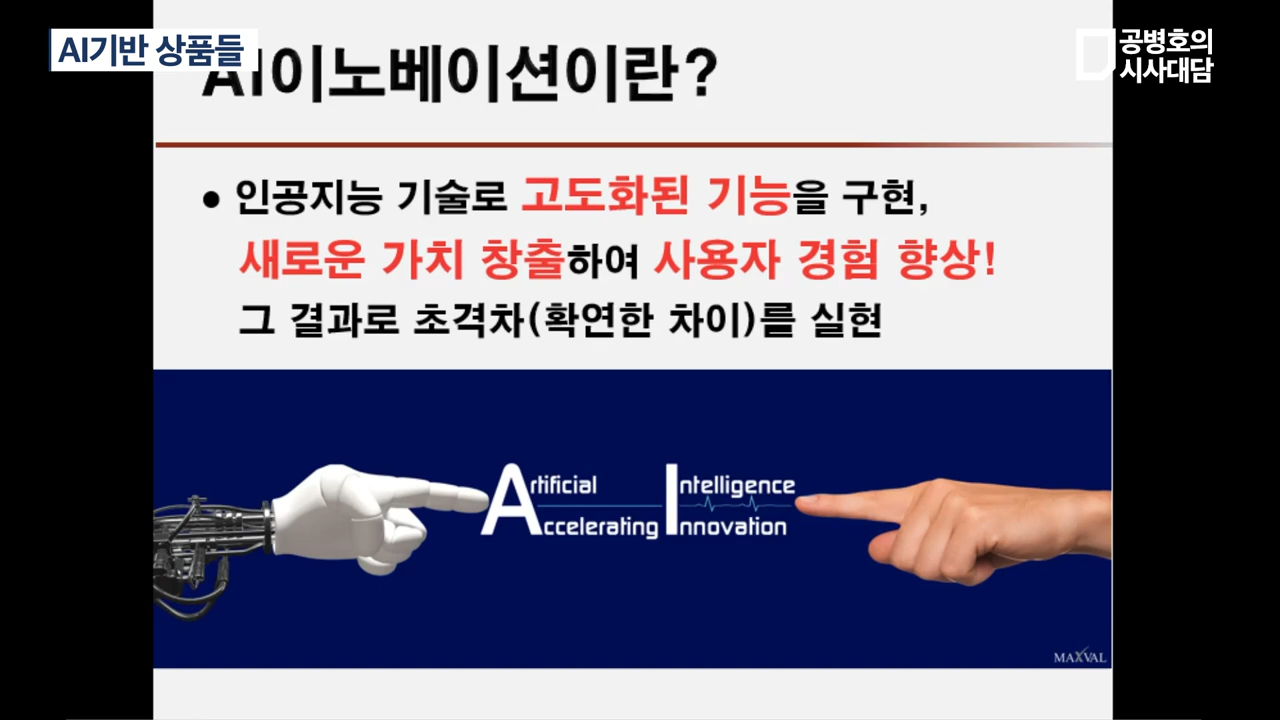 AI기반 상품들
공병호의
시사대담
AI이노베이션이란?
• 인공지능 기술로 고도화된 기능을 구현,
새로운 가치 창출하여 사용자 경험 향상!
그 결과로 초격차(확연한 차이)를 실현
Artificial Intelligence
Accelerating Innovation
MAXVAL